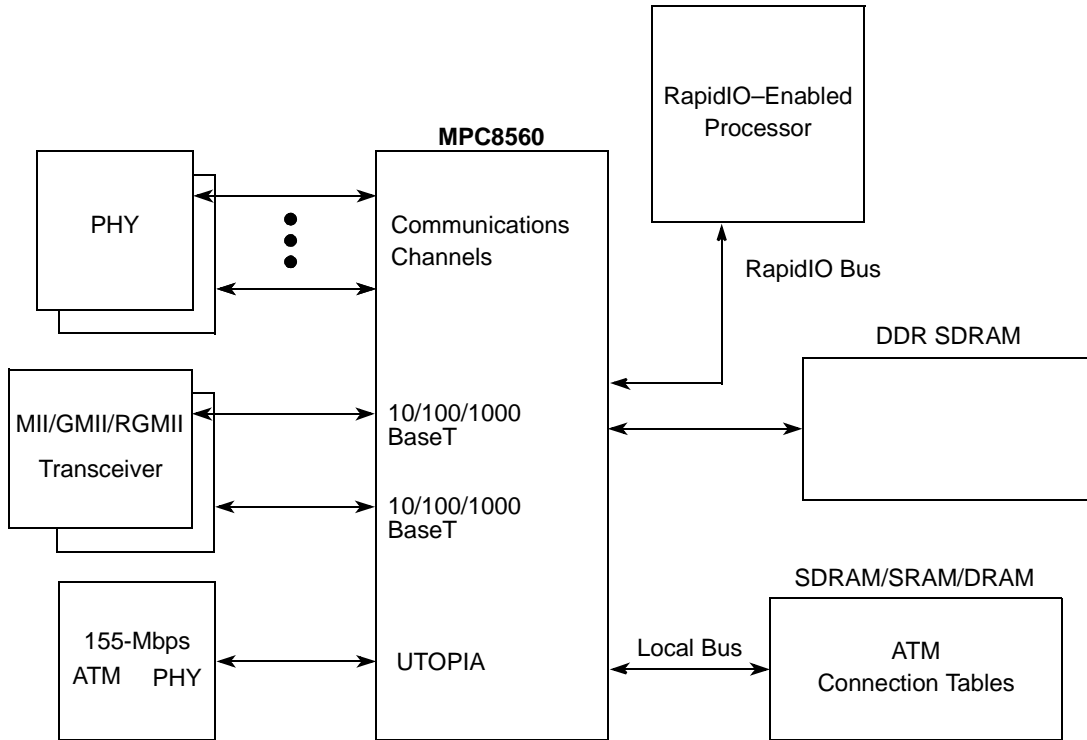 RapidIO–Enabled
Processor
MPC8560
PHY
Communications
Channels
RapidIO Bus
DDR SDRAM
MII/GMII/RGMII
Transceiver
10/100/1000
BaseT
10/100/1000
BaseT
SDRAM/SRAM/DRAM
155-Mbps
ATM PHY
UTOPIA
Local Bus
ATM
Connection Tables